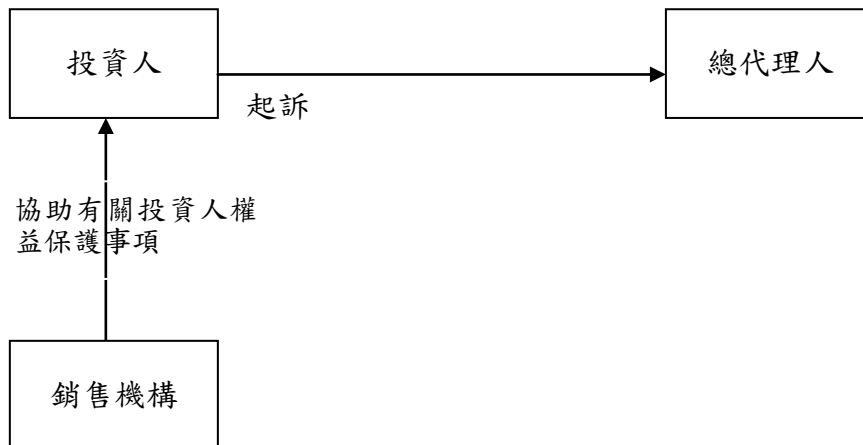 投資人
總代理人
起訴
協助有關投資人權
益保護事項
銷售機構